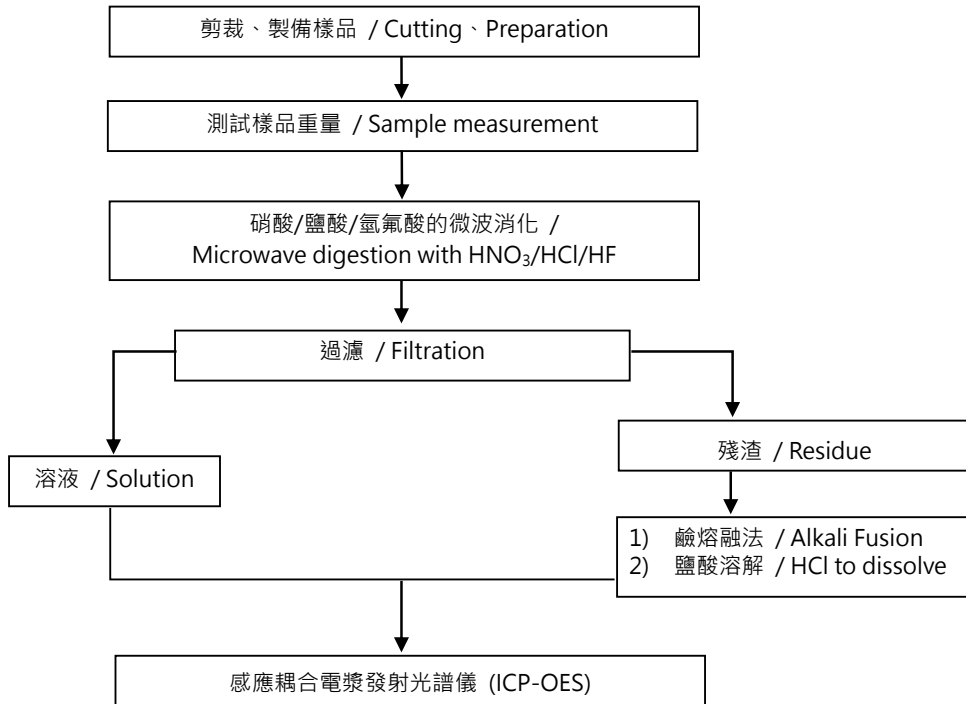 剪裁、製備樣品 / Cutting、Preparation
測試樣品重量 / Sample measurement
硝酸/鹽酸/氫氟酸的微波消化 /
Microwave digestion with HNO₃/HCl/HF
過濾 / Filtration
溶液 / Solution
殘渣 / Residue
1) 鹼熔融法 / Alkali Fusion
2) 鹽酸溶解 / HCl to dissolve
感應耦合電漿發射光譜儀 (ICP-OES)